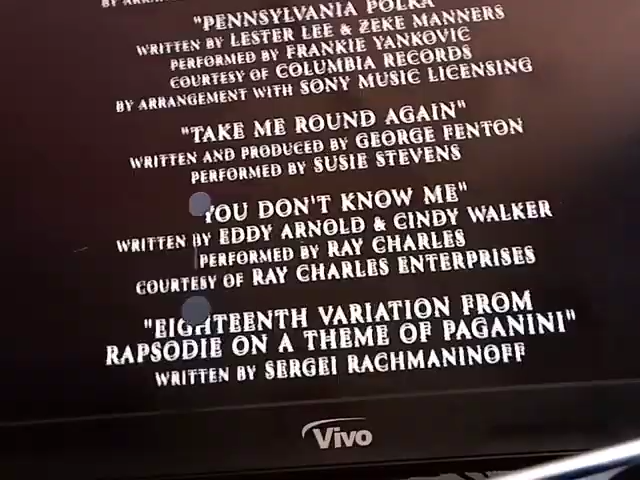 BY ARRANGEMENT
"PENNSYLVANIA POLKA"
WRITTEN BY LESTER LEE & ZEKE MANNERS
PERFORMED BY FRANKIE YANKOVIC
COURTESY OF COLUMBIA RECORDS
BY ARRANGEMENT WITH SONY MUSIC LICENSING
"TAKE ME ROUND AGAIN"
WRITTEN AND PRODUCED BY GEORGE FENTON
PERFORMED BY SUSIE STEVENS
YOU DON'T KNOW ME"
WRITTEN BY EDDY ARNOLD & CINDY WALKER
PERFORMED BY RAY CHARLES
COURTESY OF RAY CHARLES ENTERPRISES
"EIGHTEENTH VARIATION FROM
RAPSODIE ON A THEME OF PAGANINI"
WRITTEN BY SERGEI RACHMANINOFF
Vivo